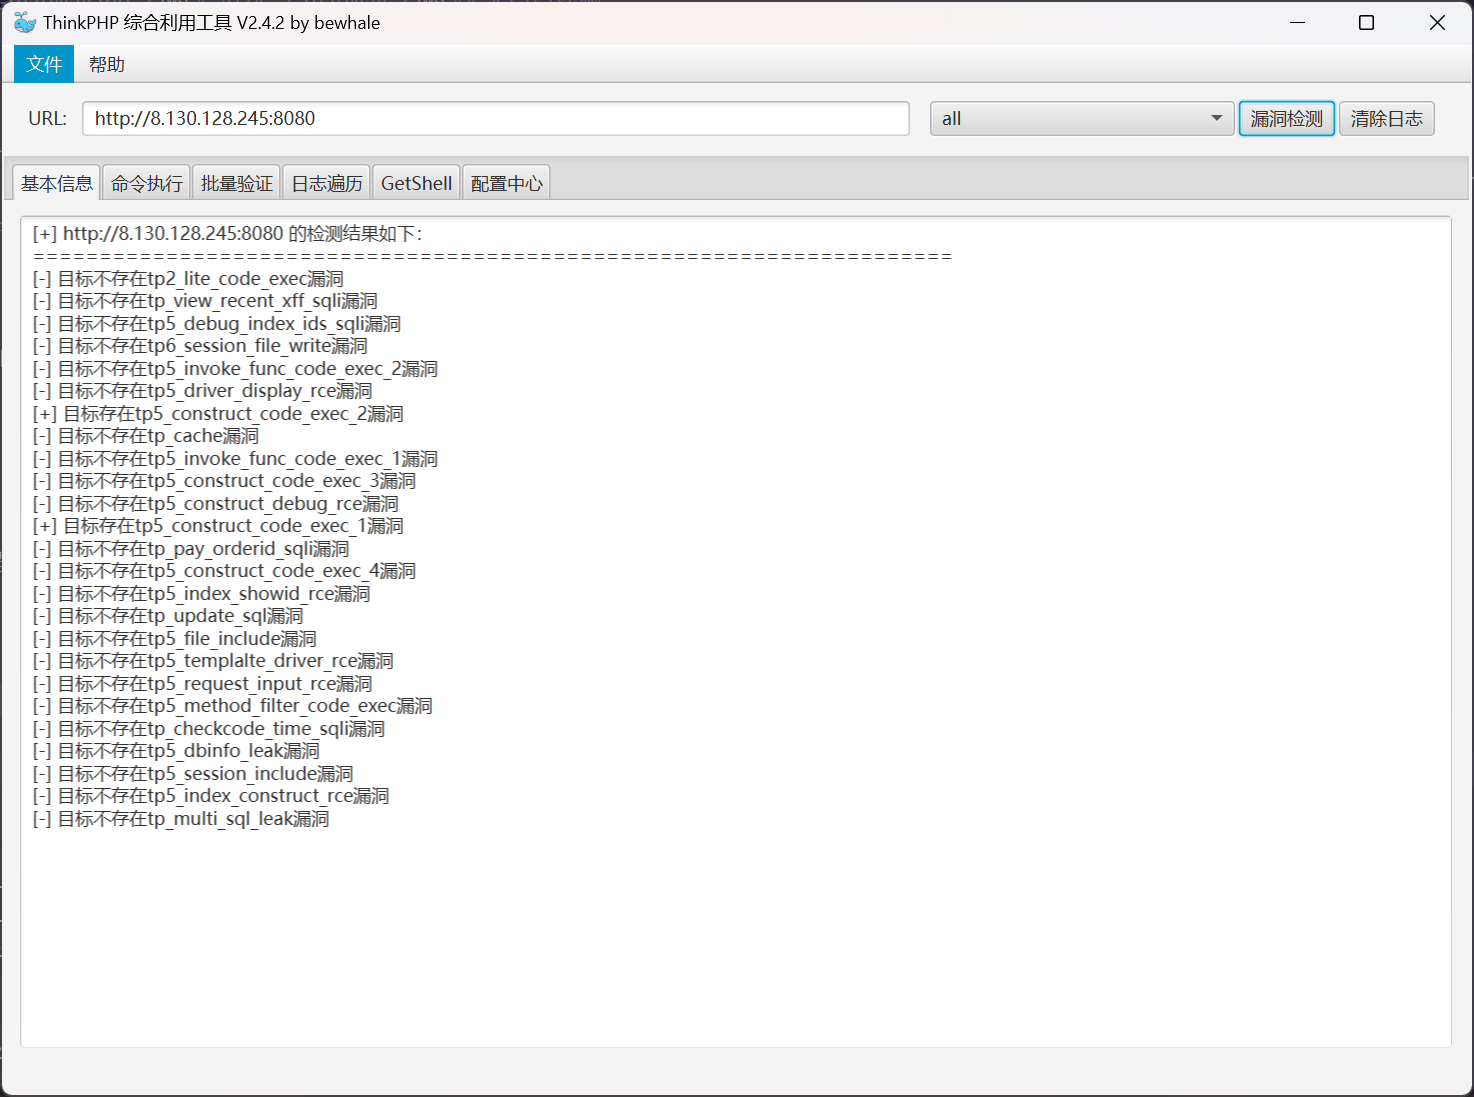 ThinkPHP 综合利用工具 V2.4.2 by bewhale
文件 帮助
URL: http://8.130.128.245:8080 all 漏洞检测 清除日志
基本信息 命令执行 批量验证 日志遍历 GetShell 配置中心
[+] http://8.130.128.245:8080 的检测结果如下：
=====================================================================
[-] 目标不存在tp2_lite_code_exec漏洞
[-] 目标不存在tp_view_recent_xff_sqli漏洞
[-] 目标不存在tp5_debug_index_ids_sqli漏洞
[-] 目标不存在tp6_session_file_write漏洞
[-] 目标不存在tp5_invoke_func_code_exec_2漏洞
[-] 目标不存在tp5_driver_display_rce漏洞
[+] 目标存在tp5_construct_code_exec_2漏洞
[-] 目标不存在tp_cache漏洞
[-] 目标不存在tp5_invoke_func_code_exec_1漏洞
[-] 目标不存在tp5_construct_code_exec_3漏洞
[-] 目标不存在tp5_construct_debug_rce漏洞
[+] 目标存在tp5_construct_code_exec_1漏洞
[-] 目标不存在tp_pay_orderid_sqli漏洞
[-] 目标不存在tp5_construct_code_exec_4漏洞
[-] 目标不存在tp5_index_showid_rce漏洞
[-] 目标不存在tp_update_sql漏洞
[-] 目标不存在tp5_file_include漏洞
[-] 目标不存在tp5_templalte_driver_rce漏洞
[-] 目标不存在tp5_request_input_rce漏洞
[-] 目标不存在tp5_method_filter_code_exec漏洞
[-] 目标不存在tp_checkcode_time_sqli漏洞
[-] 目标不存在tp5_dbinfo_leak漏洞
[-] 目标不存在tp5_session_include漏洞
[-] 目标不存在tp5_index_construct_rce漏洞
[-] 目标不存在tp_multi_sql_leak漏洞